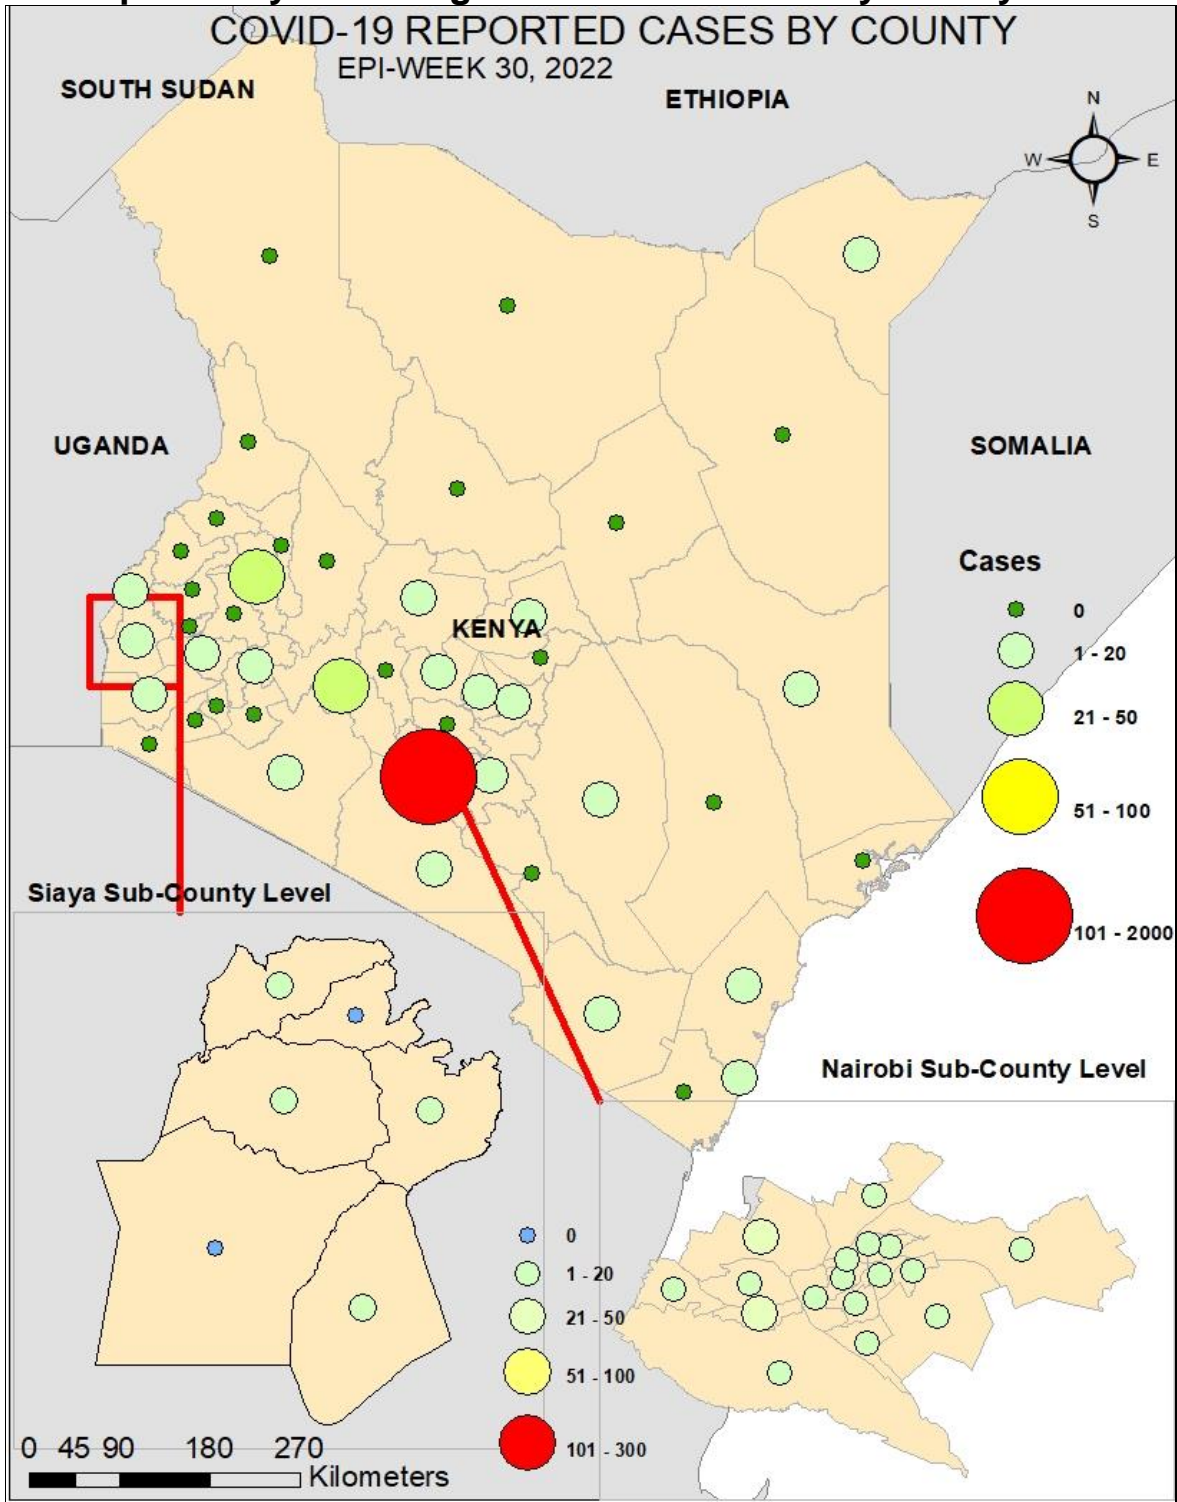 COVID-19 REPORTED CASES BY COUNTY
EPI-WEEK 30, 2022
SOUTH SUDAN
ETHIOPIA
N
W E
S
UGANDA
SOMALIA
Cases
0
KENYA
1 - 20
21 - 50
51 - 100
Siaya Sub-County Level
101 - 2000
Nairobi Sub-County Level
0
1 - 20
21 - 50
51 - 100
101 - 300
0 45 90 180 270
Kilometers